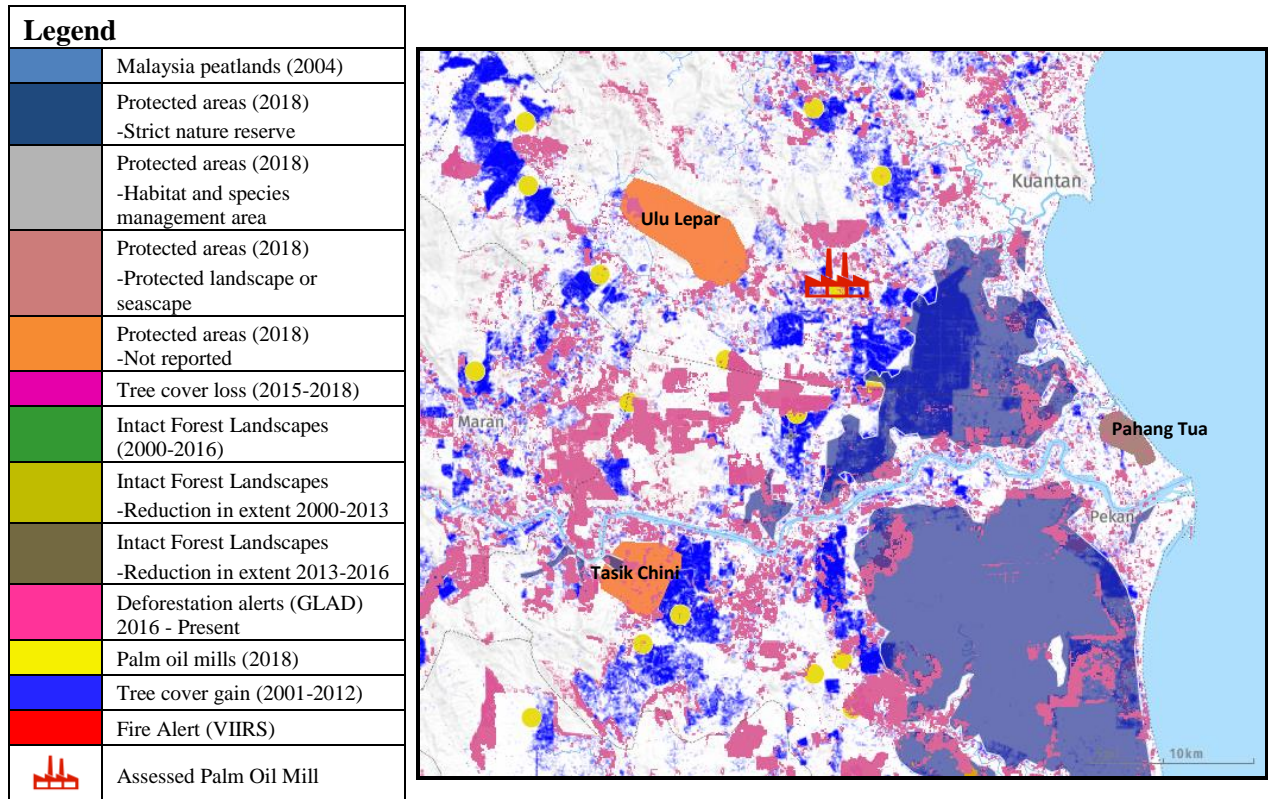 Legend
Malaysia peatlands (2004)
Protected areas (2018)
-Strict nature reserve
Protected areas (2018)
-Habitat and species
management area
Protected areas (2018)
-Protected landscape or
seascape
Protected areas (2018)
-Not reported
Tree cover loss (2015-2018)
Intact Forest Landscapes
(2000-2016)
Intact Forest Landscapes
-Reduction in extent 2000-2013
Intact Forest Landscapes
-Reduction in extent 2013-2016
Deforestation alerts (GLAD)
2016 - Present
Palm oil mills (2018)
Tree cover gain (2001-2012)
Fire Alert (VIIRS)
Assessed Palm Oil Mill
Kuantan
Ulu Lepar
Maran
Pahang Tua
Pekan
Tasik Chini
10km